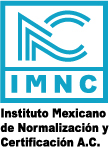 IMNC
Instituto Mexicano
de Normalización y
Certificación A.C.